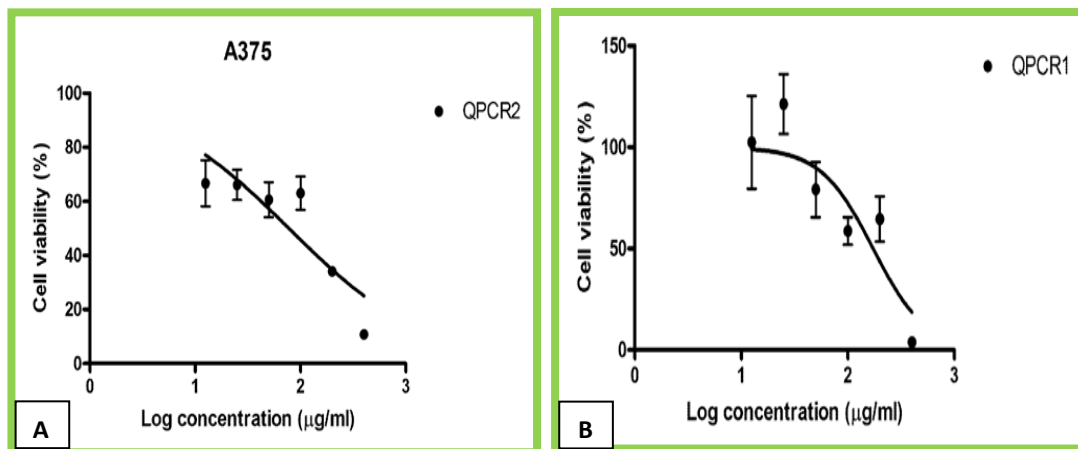 A375
QPCR2
Cell viability (%)
100
80
60
40
20
0
0
1
2
3
Log concentration (μg/ml)
A
QPCR1
Cell viability (%)
150
100
50
0
0
1
2
3
Log concentration (μg/ml)
B